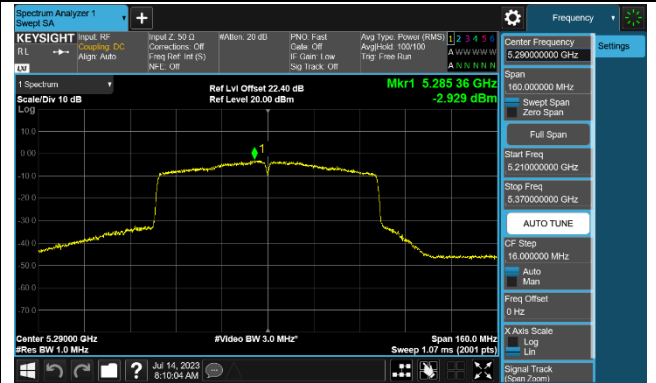 Spectrum Analyzer 1
Swept SA
Frequency
KEYSIGHT
RL
LXI
Input: RF
Coupling: DC
Align: Auto
Input Z: 50 Ω
Corrections: Off
Freq Ref: Int (S)
NFE: Off
#Atten: 20 dB
PNO: Fast
Gate: Off
IF Gain: Low
Sig Track: Off
Avg Type: Power (RMS)
Avg|Hold: 100/100
Trig: Free Run
1 2 3 4 5 6
A W W W W W
A N N N N N
1 Spectrum
Scale/Div 10 dB
Log
Ref Lvl Offset 22.40 dB
Ref Level 20.00 dBm
Mkr1 5.285 36 GHz
-2.929 dBm
1
10.0
0.00
-10.0
-20.0
-30.0
-40.0
-50.0
-60.0
-70.0
Center 5.29000 GHz
#Res BW 1.0 MHz
#Video BW 3.0 MHz*
Span 160.0 MHz
Sweep 1.07 ms (2001 pts)
Jul 14, 2023
8:10:04 AM
Center Frequency
5.290000000 GHz
Settings
Span
160.000000 MHz
Swept Span
Zero Span
Full Span
Start Freq
5.210000000 GHz
Stop Freq
5.370000000 GHz
AUTO TUNE
CF Step
16.000000 MHz
Auto
Man
Freq Offset
0 Hz
X Axis Scale
Log
Lin
Signal Track
(Span Zoom)